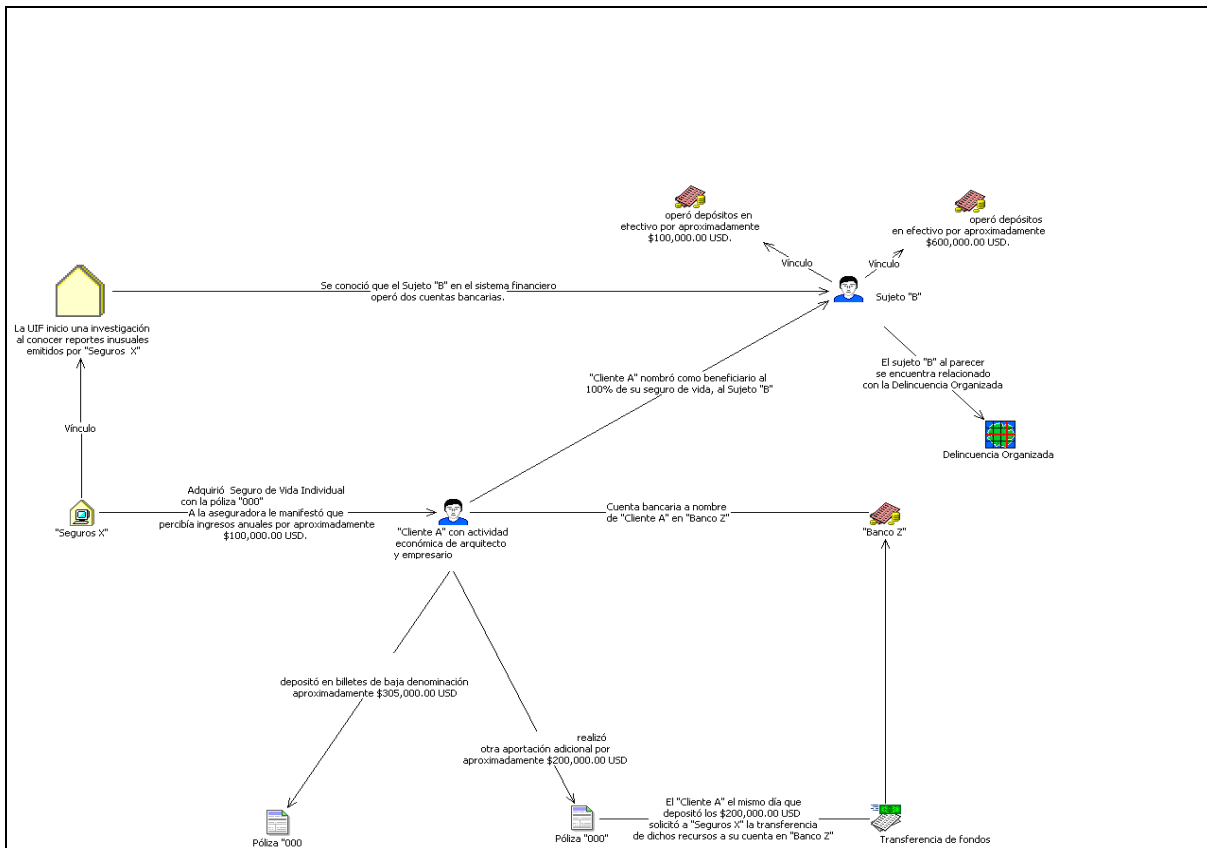 operó depósitos en
efectivo por aproximadamente
$100,000.00 USD.
operó depósitos
en efectivo por aproximadamente
$600,000.00 USD.
Vínculo
Vínculo
Se conoció que el Sujeto "B" en el sistema financiero
operó dos cuentas bancarias.
Sujeto "B"
La UIF inicio una investigación
al conocer reportes inusuales
emitidos por "Seguros X"
El sujeto "B" al parecer
se encuentra relacionado
con la Delincuencia Organizada
"Cliente A" nombró como beneficiario al
100% de su seguro de vida, al Sujeto "B"
Vínculo
Delincuencia Organizada
Adquirió Seguro de Vida Individual
con la póliza "000"
A la aseguradora le manifestó que
percibía ingresos anuales por aproximadamente
$100,000.00 USD.
"Seguros X"
"Cliente A" con actividad
económica de arquitecto
y empresario
Cuenta bancaria a nombre
de "Cliente A" en "Banco Z"
"Banco Z"
depositó en billetes de baja denominación
aproximadamente $305,000.00 USD
realizó
otra aportación adicional por
aproximadamente $200,000.00 USD
Póliza "000
Póliza "000"
El "Cliente A" el mismo día que
depositó los $200,000.00 USD
solicitó a "Seguros X" la transferencia
de dichos recursos a su cuenta en "Banco Z"
Transferencia de fondos